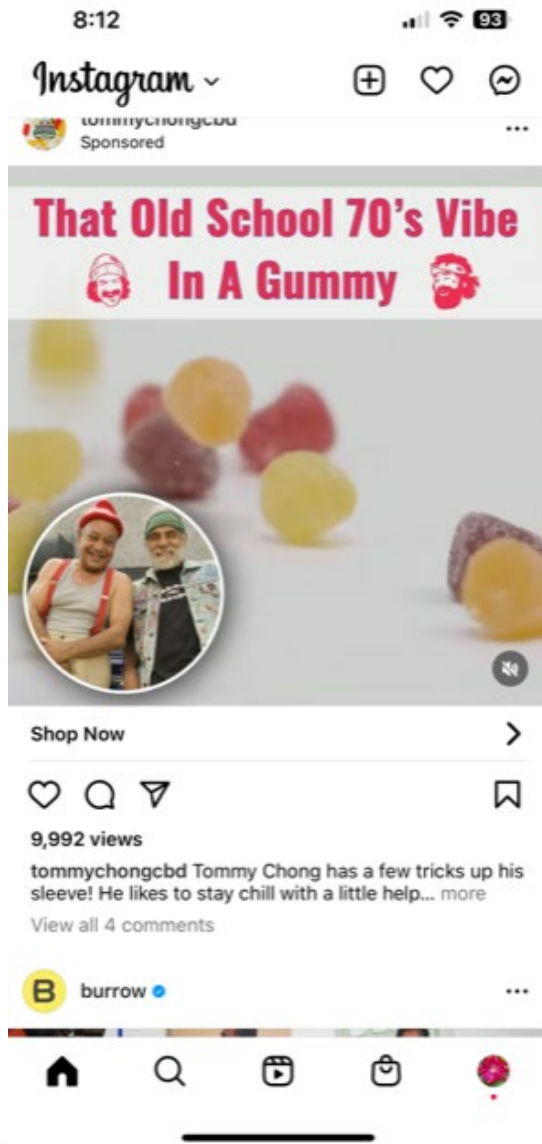 8:12
93
Instagram
tommychongcbd
Sponsored
That Old School 70's Vibe
In A Gummy
Shop Now
9,992 views
tommychongcbd Tommy Chong has a few tricks up his
sleeve! He likes to stay chill with a little help... more
View all 4 comments
B burrow